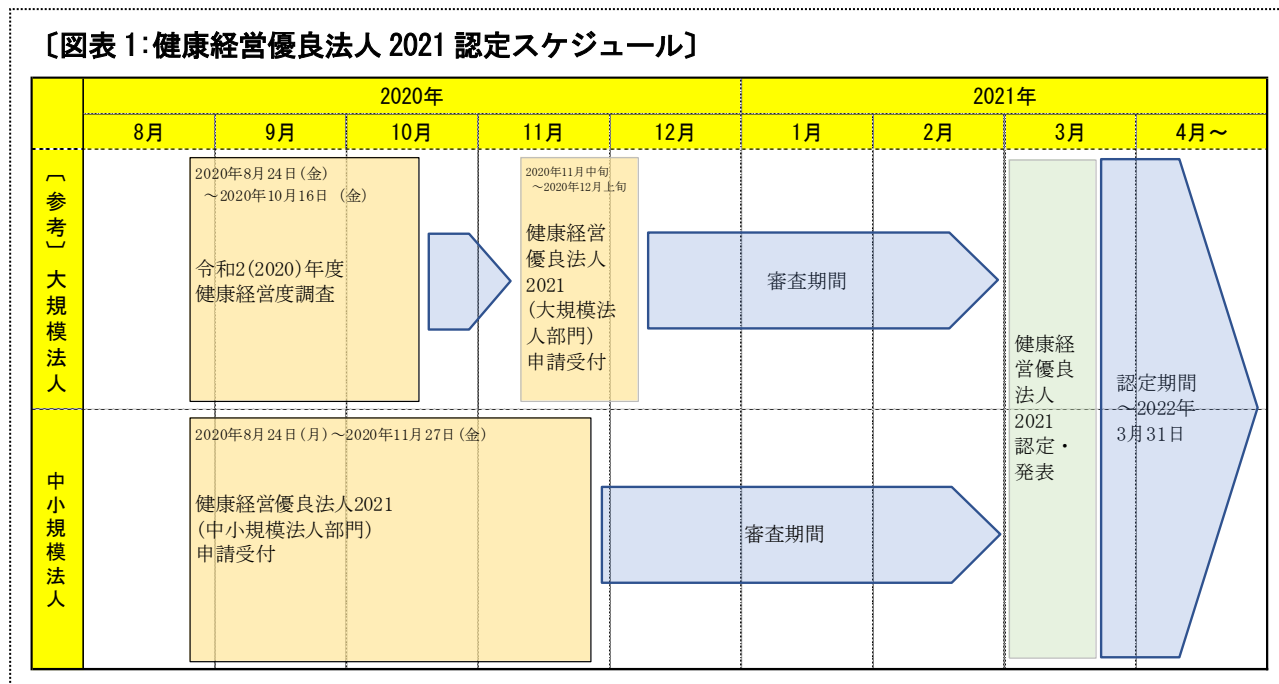 〔図表1：健康経営優良法人2021認定スケジュール〕
2020年
2021年
8月
9月
10月
11月
12月
1月
2月
3月
4月～
〔参考〕大規模法人
2020年8月24日(金)
～2020年10月16日 (金)
令和2(2020)年度
健康経営度調査
2020年11月中旬
～2020年12月上旬
健康経営
優良法人
2021
(大規模法
人部門)
申請受付
審査期間
健康経
営優良
法人
2021
認定・
発表
認定期間
～2022年
3月31日
中小規模法人
2020年8月24日(月)～2020年11月27日(金)
健康経営優良法人2021
(中小規模法人部門)
申請受付
審査期間